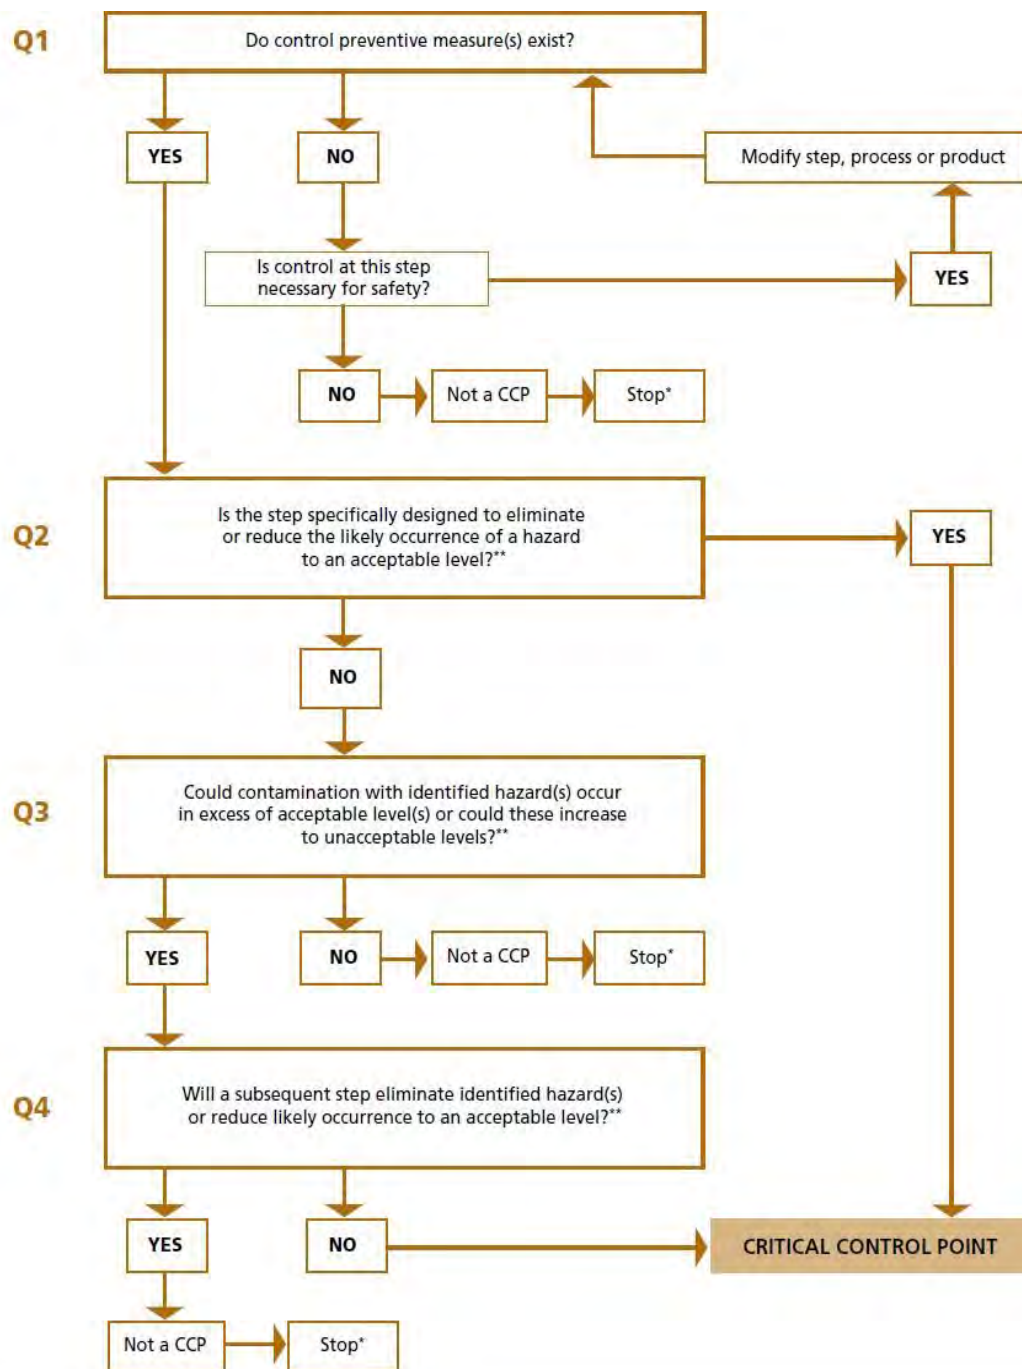 Q1
Do control preventive measure(s) exist?
YES
NO
Modify step, process or product
Is control at this step
necessary for safety?
YES
NO
Not a CCP
Stop*
Q2
Is the step specifically designed to eliminate
or reduce the likely occurrence of a hazard
to an acceptable level?**
YES
NO
Q3
Could contamination with identified hazard(s) occur
in excess of acceptable level(s) or could these increase
to unacceptable levels?**
YES
NO
Not a CCP
Stop*
Q4
Will a subsequent step eliminate identified hazard(s)
or reduce likely occurrence to an acceptable level?**
YES
NO
CRITICAL CONTROL POINT
Not a CCP
Stop*